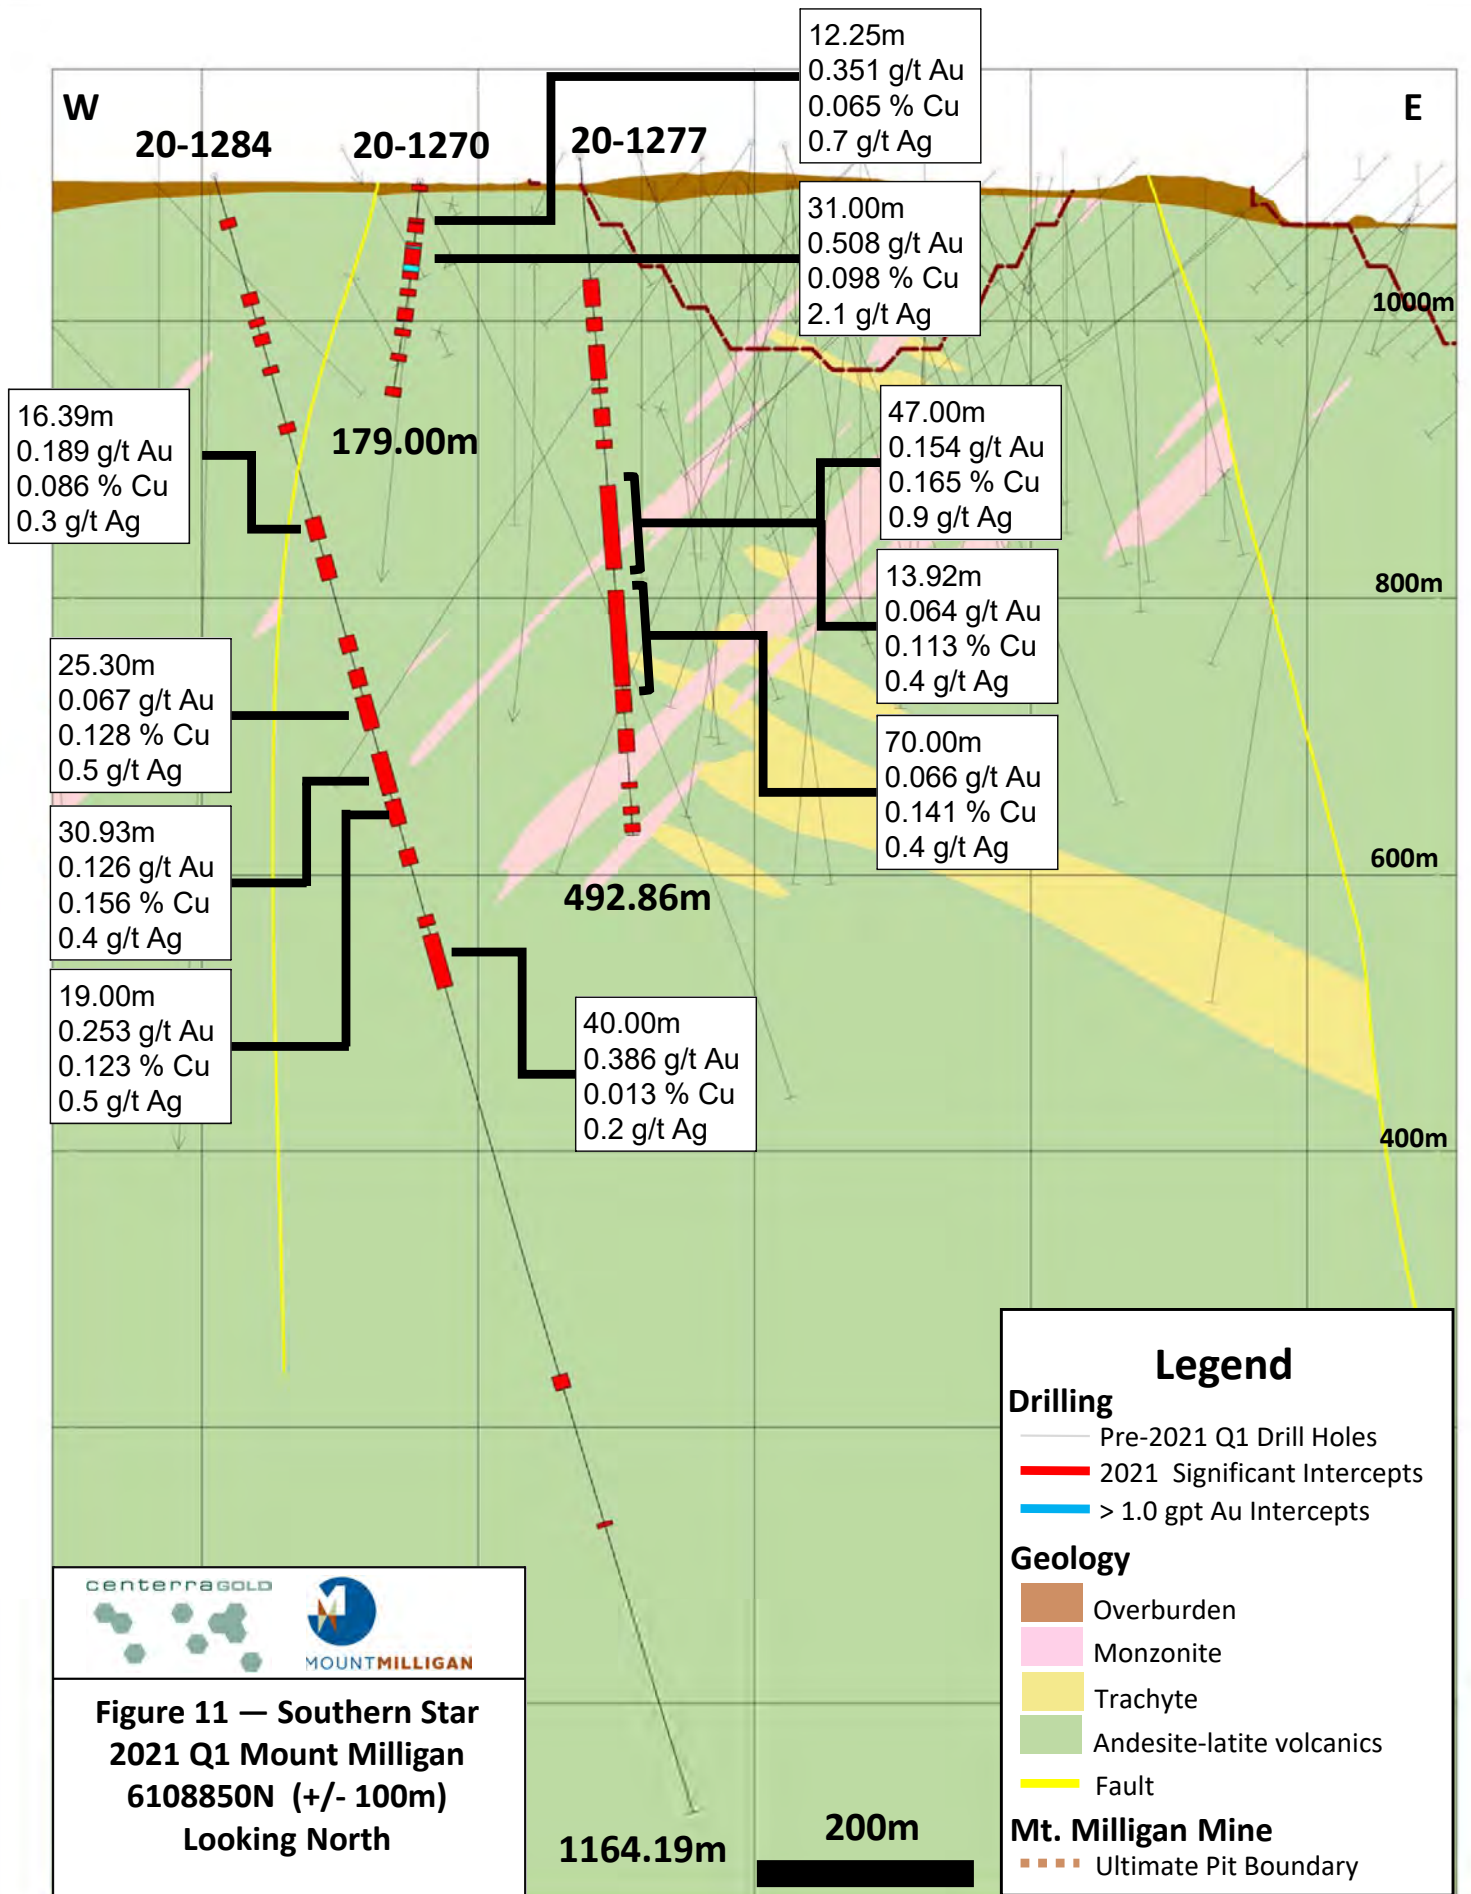 W
E
20-1284
20-1270
20-1277
12.25m
0.351 g/t Au
0.065 % Cu
0.7 g/t Ag
31.00m
0.508 g/t Au
0.098 % Cu
2.1 g/t Ag
1000m
16.39m
0.189 g/t Au
0.086 % Cu
0.3 g/t Ag
179.00m
47.00m
0.154 g/t Au
0.165 % Cu
0.9 g/t Ag
800m
13.92m
0.064 g/t Au
0.113 % Cu
0.4 g/t Ag
25.30m
0.067 g/t Au
0.128 % Cu
0.5 g/t Ag
70.00m
0.066 g/t Au
0.141 % Cu
0.4 g/t Ag
30.93m
0.126 g/t Au
0.156 % Cu
0.4 g/t Ag
600m
492.86m
19.00m
0.253 g/t Au
0.123 % Cu
0.5 g/t Ag
40.00m
0.386 g/t Au
0.013 % Cu
0.2 g/t Ag
400m
Legend
Drilling
Pre-2021 Q1 Drill Holes
2021 Significant Intercepts
> 1.0 gpt Au Intercepts
Geology
Overburden
Monzonite
Trachyte
Andesite-latite volcanics
Fault
Mt. Milligan Mine
Ultimate Pit Boundary
centerraGOLD
MOUNTMILLIGAN
Figure 11 — Southern Star
2021 Q1 Mount Milligan
6108850N (+/- 100m)
Looking North
1164.19m
200m